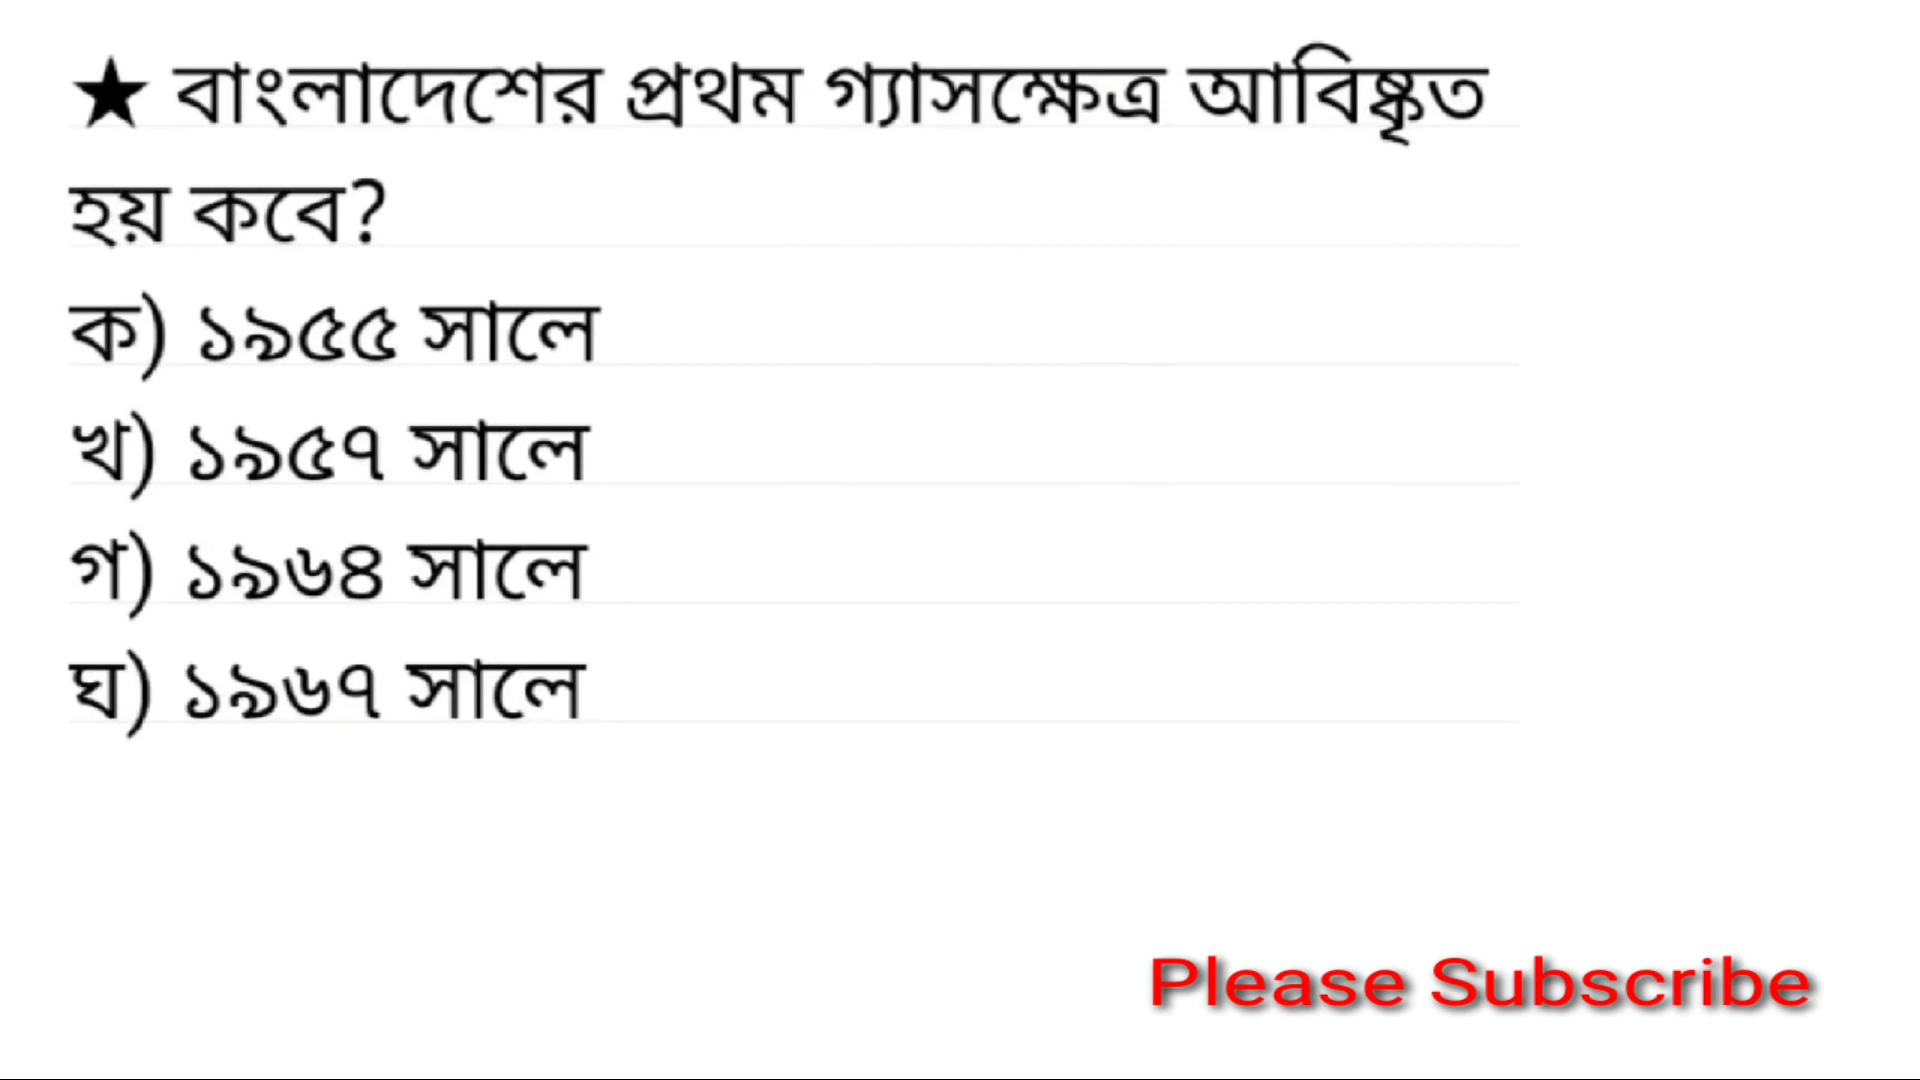 ★ বাংলাদেশের প্রথম গ্যাসক্ষেত্র আবিষ্কৃত
হয় কবে?
ক) ১৯৫৫ সালে
খ) ১৯৫৭ সালে
গ) ১৯৬৪ সালে
ঘ) ১৯৬৭ সালে
Please Subscribe